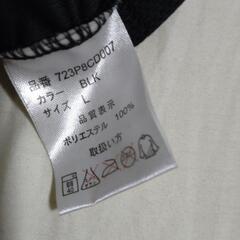 品番 723P8CD007
カラー BLK
サイズ L
品質表示
ポリエステル 100%
取扱い方